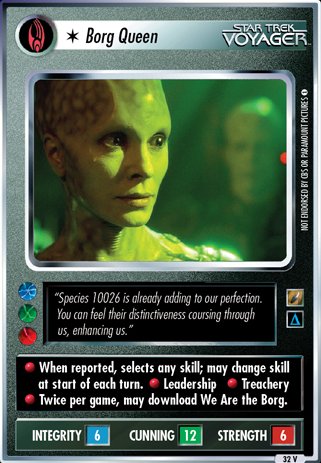 ✶ Borg Queen
STAR TREK
VOYAGER
NOT ENDORSED BY CBS OR PARAMOUNT PICTURES
“Species 10026 is already adding to our perfection.
You can feel their distinctiveness coursing through
us, enhancing us.”
• When reported, selects any skill; may change skill
at start of each turn. • Leadership • Treachery
• Twice per game, may download We Are the Borg.
INTEGRITY 6 CUNNING 12 STRENGTH 6
32 V